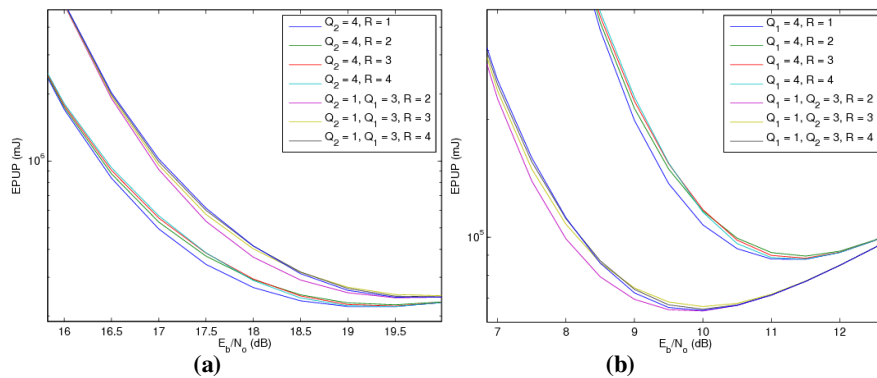 Q2 = 4, R = 1
Q2 = 4, R = 2
Q2 = 4, R = 3
Q2 = 4, R = 4
Q2 = 1, Q1 = 3, R = 2
Q2 = 1, Q1 = 3, R = 3
Q2 = 1, Q1 = 3, R = 4
EPUP (mJ)
10^6
16 16.5 17 17.5 18 18.5 19 19.5
Eb/No (dB)
(a)
Q1 = 4, R = 1
Q1 = 4, R = 2
Q1 = 4, R = 3
Q1 = 4, R = 4
Q1 = 1, Q2 = 3, R = 2
Q1 = 1, Q2 = 3, R = 3
Q1 = 1, Q2 = 3, R = 4
EPUP (mJ)
10^5
7 8 9 10 11 12
Eb/No (dB)
(b)